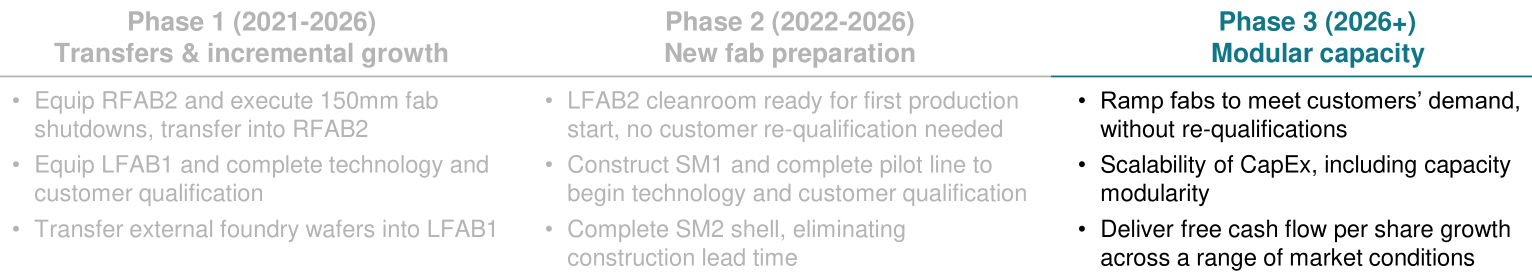 Phase 1 (2021-2026)
Transfers & incremental growth
• Equip RFAB2 and execute 150mm fab
shutdowns, transfer into RFAB2
• Equip LFAB1 and complete technology and
customer qualification
• Transfer external foundry wafers into LFAB1
Phase 2 (2022-2026)
New fab preparation
• LFAB2 cleanroom ready for first production
start, no customer re-qualification needed
• Construct SM1 and complete pilot line to
begin technology and customer qualification
• Complete SM2 shell, eliminating
construction lead time
Phase 3 (2026+)
Modular capacity
• Ramp fabs to meet customers’ demand,
without re-qualifications
• Scalability of CapEx, including capacity
modularity
• Deliver free cash flow per share growth
across a range of market conditions